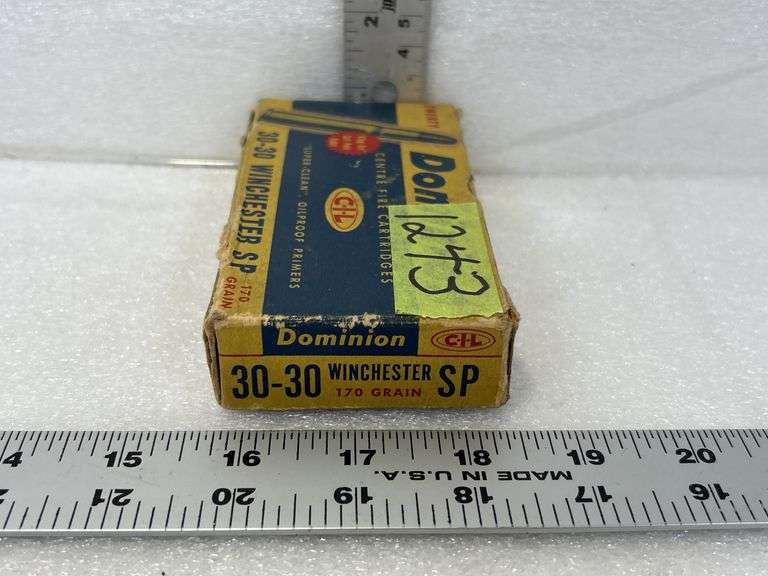 2
4
5
Dom
CENTRE FIRE CARTRIDGES
C-I-L
"SUPER-CLEAN" OILPROOF PRIMERS
30-30 WINCHESTER SP 170 GRAIN
1243
Dominion
C-I-L
30-30 WINCHESTER SP
170 GRAIN
4 15 16 17 18 19 20
MADE IN U.S.A.
21 20 19 18 17 16